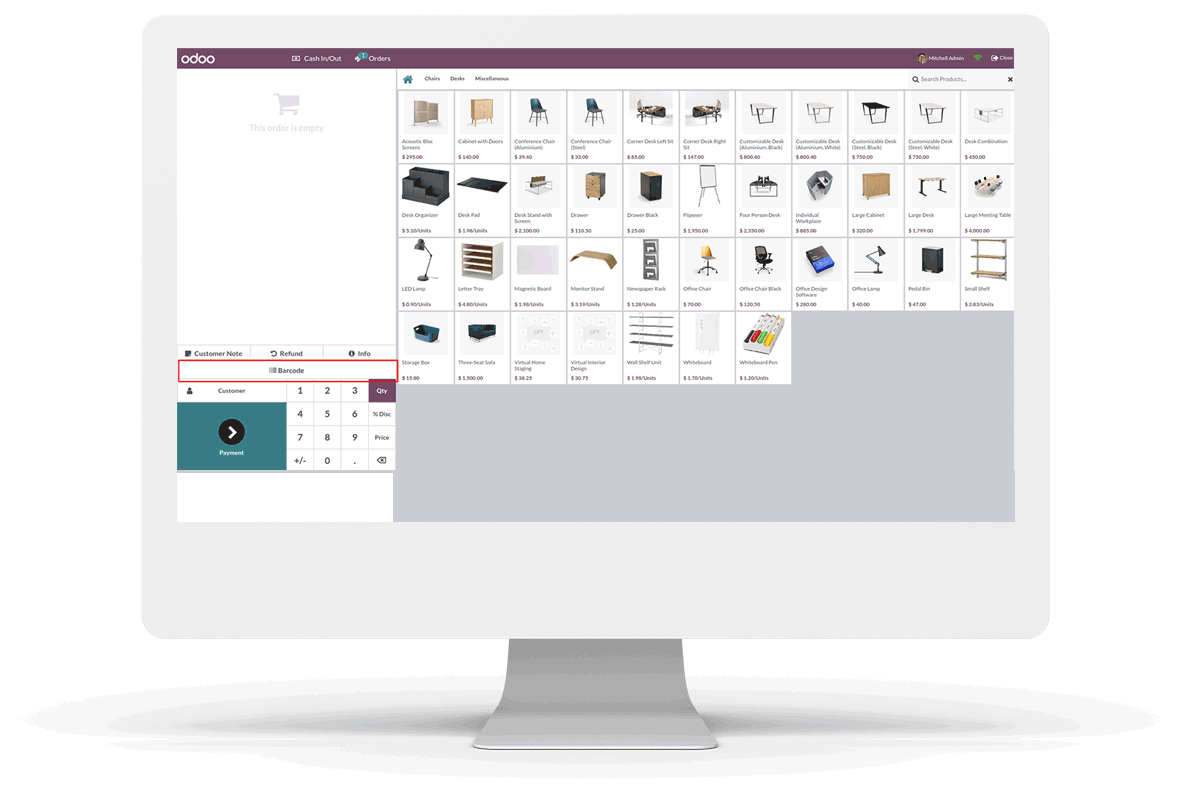 odoo
Cash In/Out
1
Orders
Mitchell Admin
Close
This order is empty
Chairs
Desks
Miscellaneous
Search Products...
Acoustic Bloc
Screens
$ 295.00
Cabinet with Doors
$ 140.00
Conference Chair
(Aluminium)
$ 39.40
Conference Chair
(Steel)
$ 33.00
Corner Desk Left Sit
$ 85.00
Corner Desk Right
Sit
$ 147.00
Customizable Desk
(Aluminium, Black)
$ 800.40
Customizable Desk
(Aluminium, White)
$ 800.40
Customizable Desk
(Steel, Black)
$ 750.00
Customizable Desk
(Steel, White)
$ 750.00
Desk Combination
$ 450.00
Desk Organizer
$ 5.10/Units
Desk Pad
$ 1.98/Units
Desk Stand with
Screen
$ 2,100.00
Drawer
$ 110.50
Drawer Black
$ 25.00
Flipover
$ 1,950.00
Four Person Desk
$ 2,350.00
Individual
Workplace
$ 885.00
Large Cabinet
$ 320.00
Large Desk
$ 1,799.00
Large Meeting Table
$ 4,000.00
LED Lamp
$ 0.90/Units
Letter Tray
$ 4.80/Units
Magnetic Board
$ 1.98/Units
Monitor Stand
$ 3.19/Units
Newspaper Rack
$ 1.28/Units
Office Chair
$ 70.00
Office Chair Black
$ 120.50
Office Design
Software
$ 280.00
Office Lamp
$ 40.00
Pedal Bin
$ 47.00
Small Shelf
$ 2.83/Units
Storage Box
$ 15.80
Three-Seat Sofa
$ 1,500.00
Virtual Home
Staging
$ 38.25
Virtual Interior
Design
$ 30.75
Wall Shelf Unit
$ 1.98/Units
Whiteboard
$ 1.70/Units
Whiteboard Pen
$ 1.20/Units
Customer Note
Refund
Info
Barcode
Customer
1 2 3 Qty
4 5 6 % Disc
7 8 9 Price
+/- 0 .
Payment